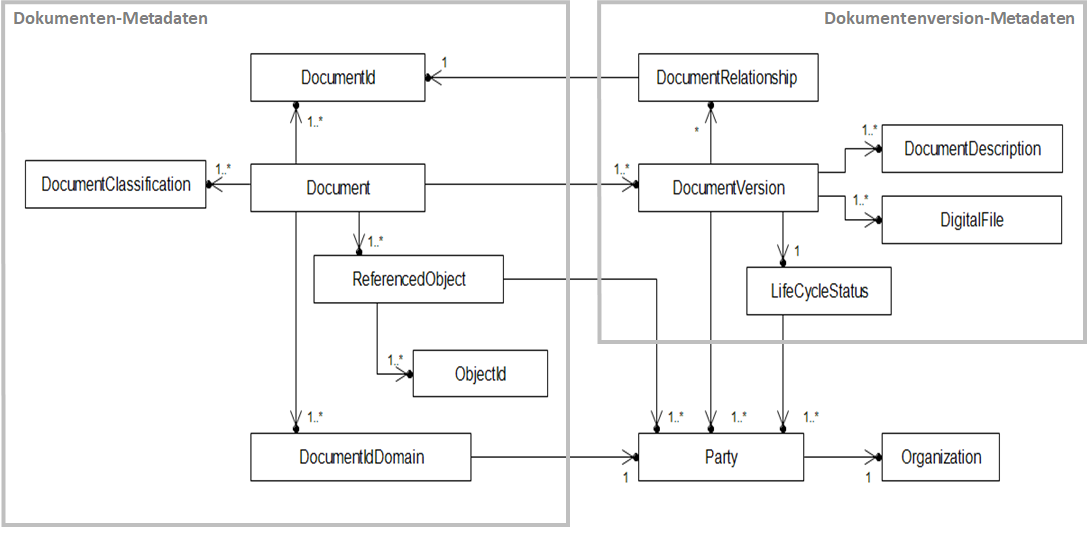 Dokumenten-Metadaten
Dokumentenversion-Metadaten
DocumentId
1
DocumentRelationship
1..*
*
1..*
DocumentDescription
DocumentClassification
1..*
Document
1..*
DocumentVersion
1..*
DigitalFile
1..*
1
ReferencedObject
LifeCycleStatus
1..*
ObjectId
1..*
1..*
1..*
1..*
DocumentIdDomain
1
Party
1
Organization